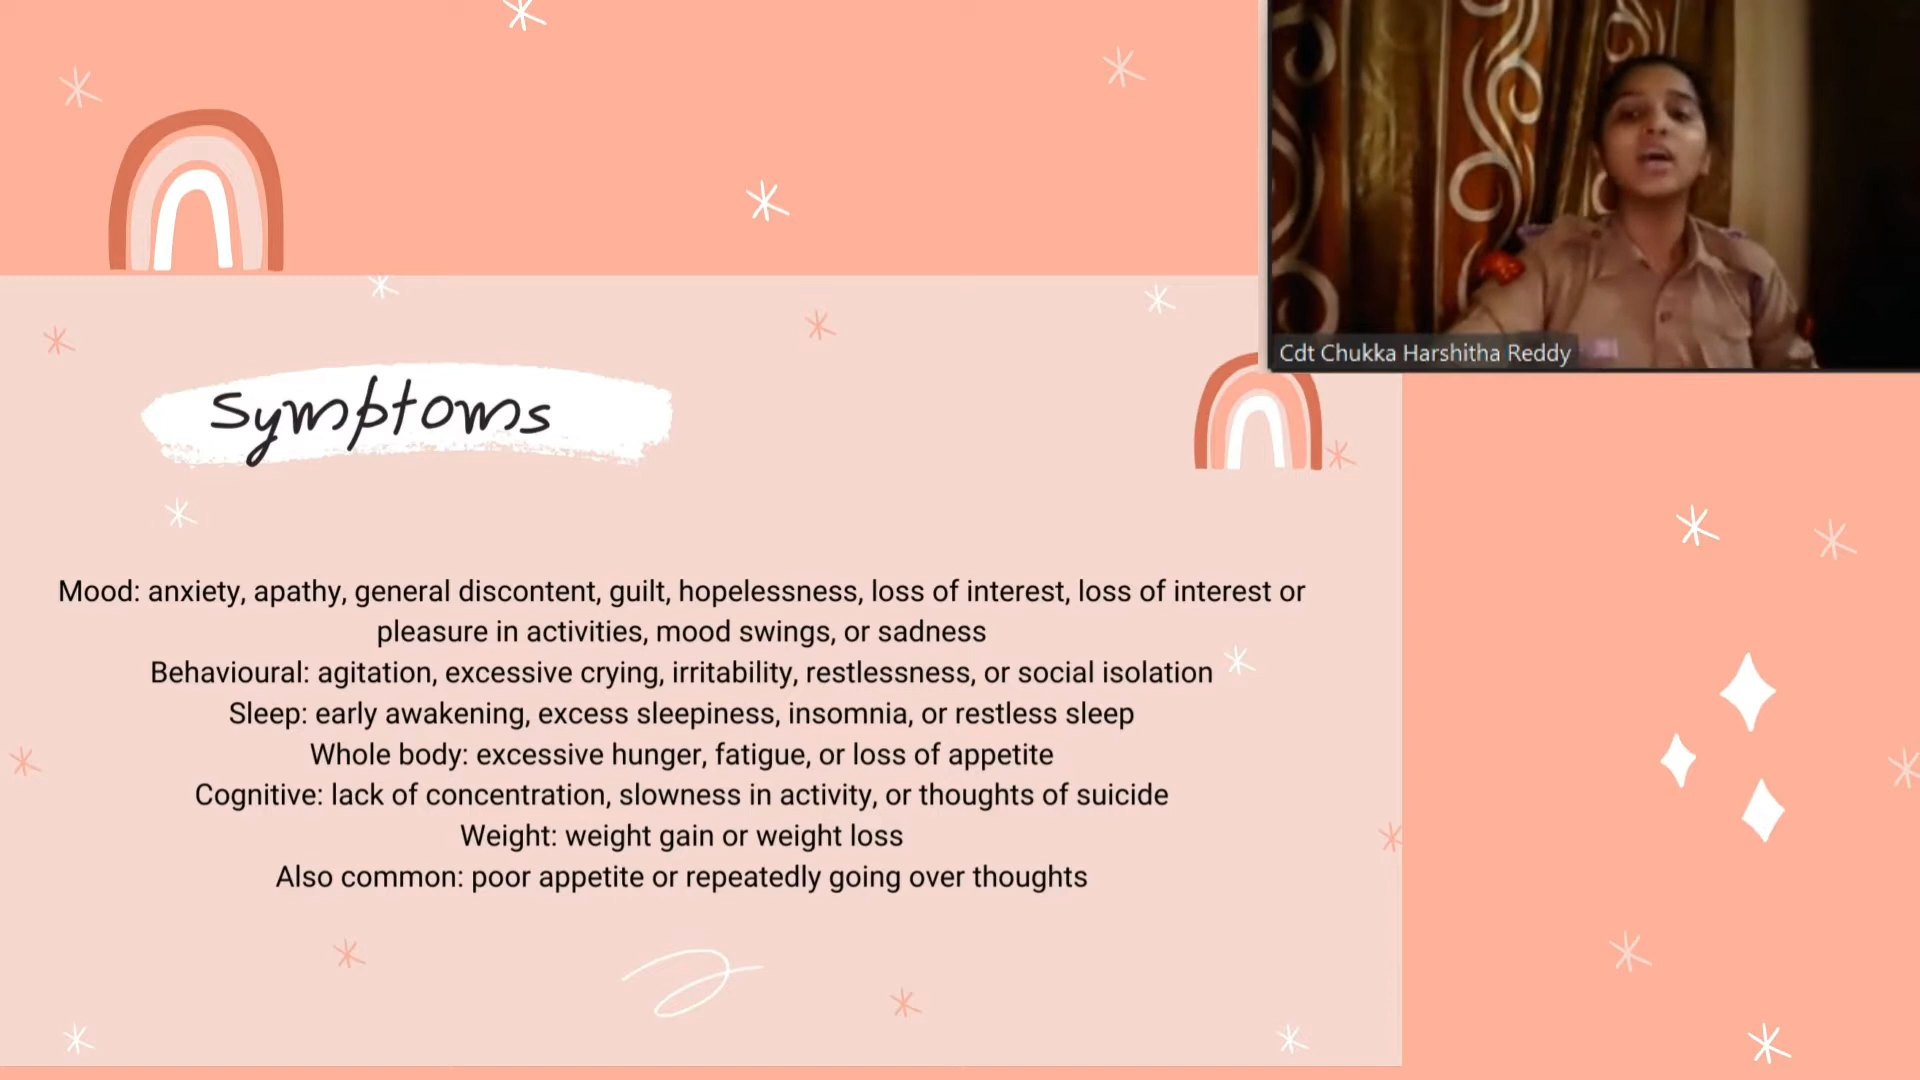 Cdt Chukka Harshitha Reddy
Symptoms
Mood: anxiety, apathy, general discontent, guilt, hopelessness, loss of interest, loss of interest or
pleasure in activities, mood swings, or sadness
Behavioural: agitation, excessive crying, irritability, restlessness, or social isolation
Sleep: early awakening, excess sleepiness, insomnia, or restless sleep
Whole body: excessive hunger, fatigue, or loss of appetite
Cognitive: lack of concentration, slowness in activity, or thoughts of suicide
Weight: weight gain or weight loss
Also common: poor appetite or repeatedly going over thoughts